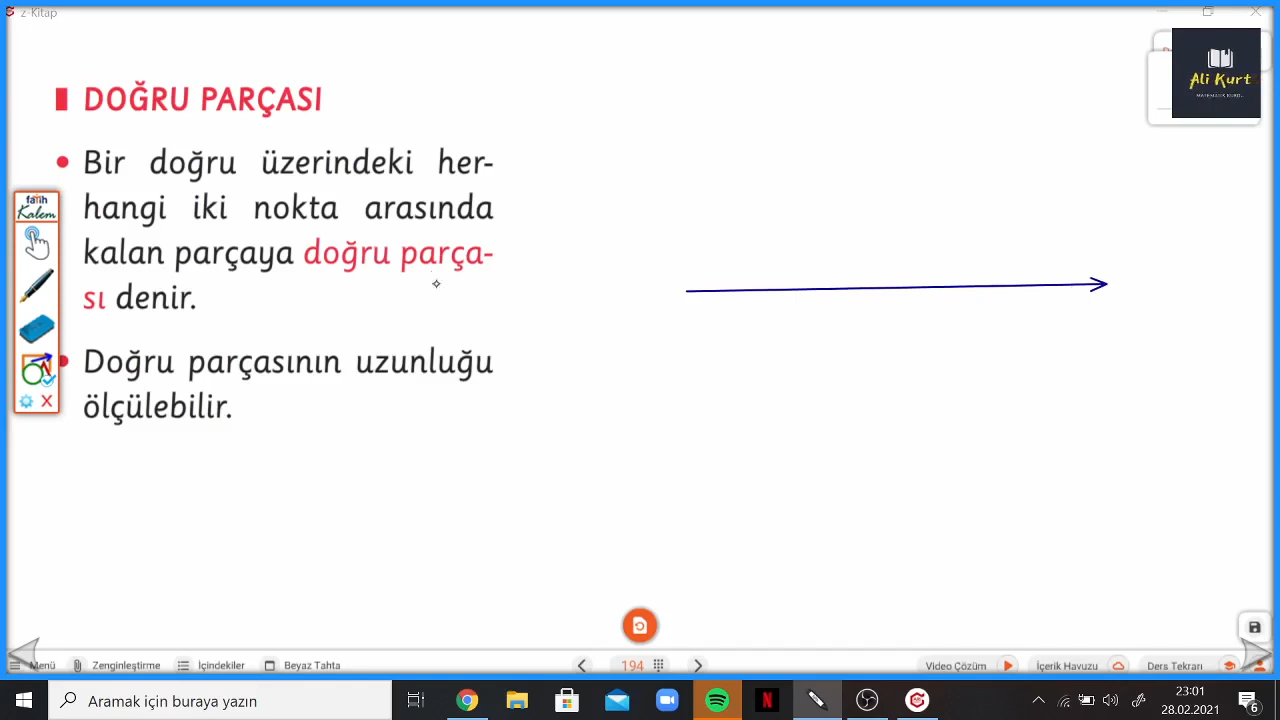 z-Kitap
Ali Kurt
DOĞRU PARÇASI
• Bir doğru üzerindeki her-
hangi iki nokta arasında
kalan parçaya doğru parça-
sı denir.
• Doğru parçasının uzunluğu
ölçülebilir.
fatih
Kalem
Menü
Zenginleştirme
İçindekiler
Beyaz Tahta
194
Video Çözüm
İçerik Havuzu
Ders Tekrarı
Aramak için buraya yazın
23:01
28.02.2021
6